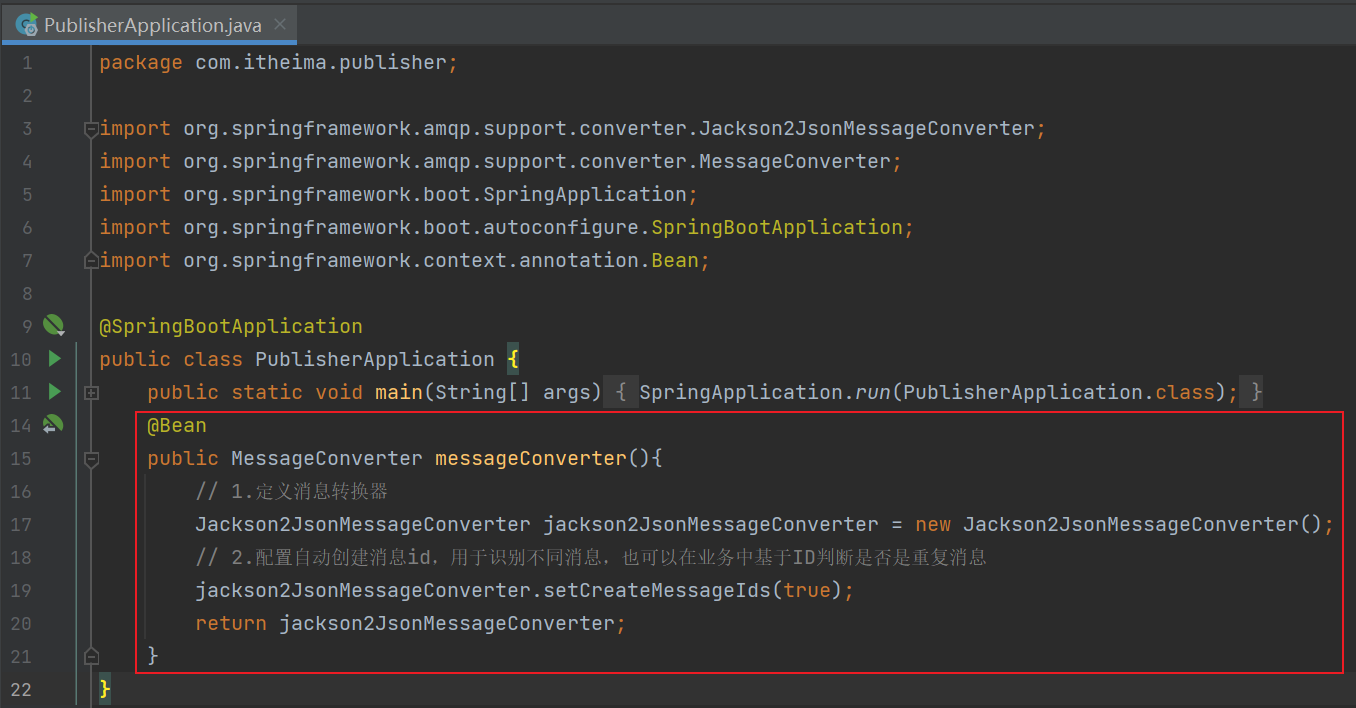 PublisherApplication.java
1 package com.itheima.publisher;
2
3 import org.springframework.amqp.support.converter.Jackson2JsonMessageConverter;
4 import org.springframework.amqp.support.converter.MessageConverter;
5 import org.springframework.boot.SpringApplication;
6 import org.springframework.boot.autoconfigure.SpringBootApplication;
7 import org.springframework.context.annotation.Bean;
8
9 @SpringBootApplication
10 public class PublisherApplication {
11 public static void main(String[] args) { SpringApplication.run(PublisherApplication.class); }
14 @Bean
15 public MessageConverter messageConverter(){
16 // 1.定义消息转换器
17 Jackson2JsonMessageConverter jackson2JsonMessageConverter = new Jackson2JsonMessageConverter();
18 // 2.配置自动创建消息id，用于识别不同消息，也可以在业务中基于ID判断是否是重复消息
19 jackson2JsonMessageConverter.setCreateMessageIds(true);
20 return jackson2JsonMessageConverter;
21 }
22 }